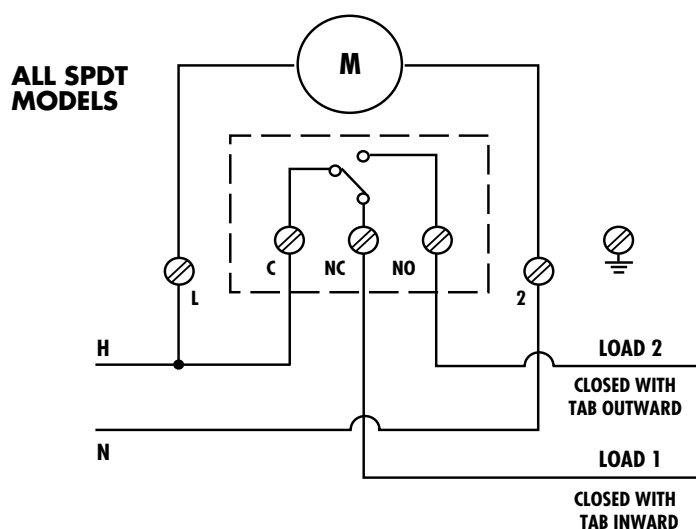 ALL SPDT
MODELS
M
C
NC
NO
L
2
H
LOAD 2
CLOSED WITH
TAB OUTWARD
N
LOAD 1
CLOSED WITH
TAB INWARD